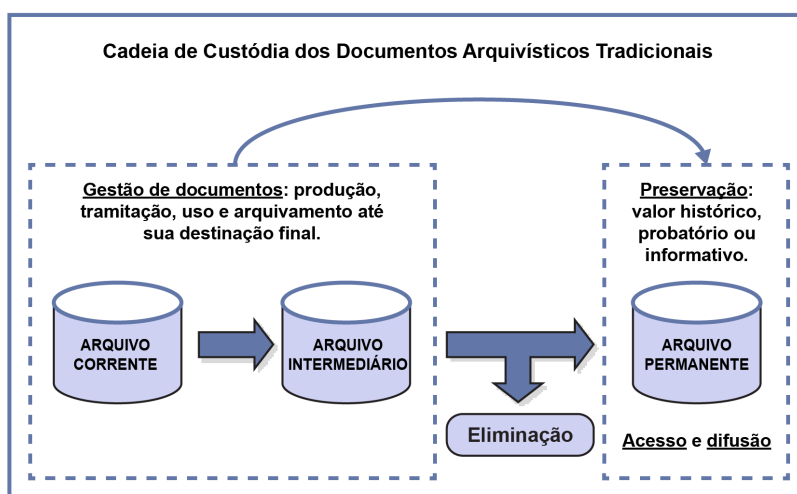 Cadeia de Custódia dos Documentos Arquivísticos Tradicionais
Gestão de documentos: produção,
tramitação, uso e arquivamento até
sua destinação final.
Preservação:
valor histórico,
probatório ou
informativo.
ARQUIVO
CORRENTE
ARQUIVO
INTERMEDIÁRIO
ARQUIVO
PERMANENTE
Eliminação
Acesso e difusão